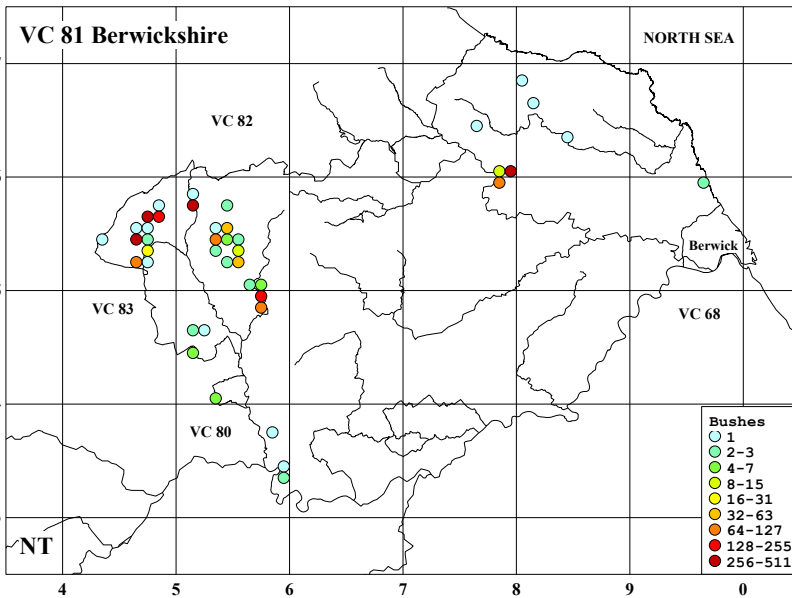 VC 81 Berwickshire
NORTH SEA
VC 82
Berwick
VC 83
VC 68
VC 80
Bushes
1
2-3
4-7
8-15
16-31
32-63
64-127
128-255
256-511
NT
4 5 6 7 8 9 0